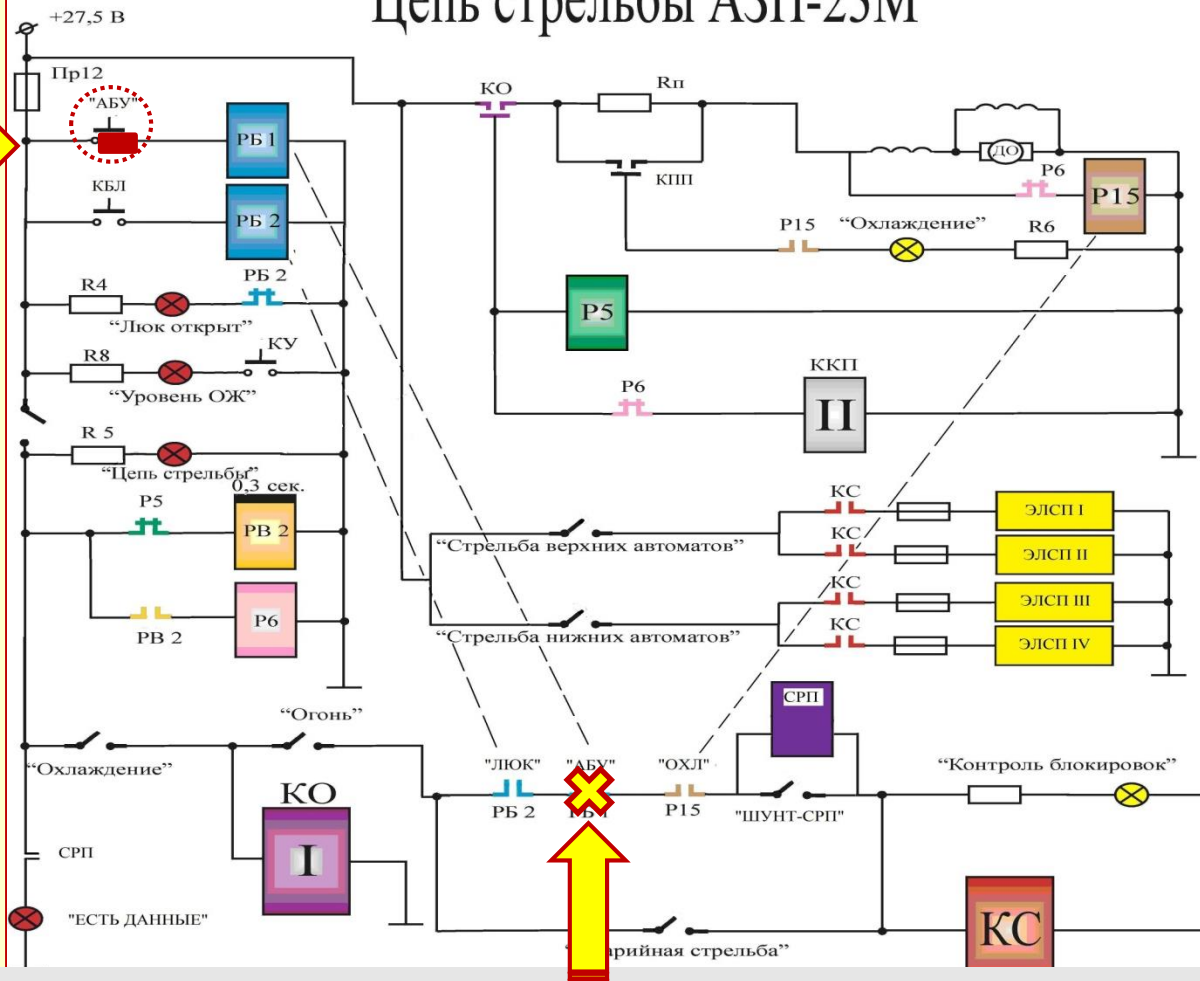 Цепь стрельбы АЗП-23М
+27,5 В
Пр12
"АБУ"
РБ 1
КБЛ
РБ 2
R4
РБ 2
“Люк открыт”
R8
КУ
“Уровень ОЖ”
R 5
“Цепь стрельбы”
0,3 сек.
Р5
РВ 2
РВ 2
Р6
КО
Rп
КПП
ДО
Р6
Р15
Р15
“Охлаждение”
R6
Р5
ККП
Р6
II
“Стрельба верхних автоматов”
“Стрельба нижних автоматов”
КС
ЭЛСП I
КС
ЭЛСП II
КС
ЭЛСП III
КС
ЭЛСП IV
“Охлаждение”
“Огонь”
КО
I
СРП
"ЕСТЬ ДАННЫЕ"
"ЛЮК"
"АБУ"
"ОХЛ"
РБ 2
Р15
СРП
"ШУНТ-СРП"
“Контроль блокировок”
стрельба”
КС